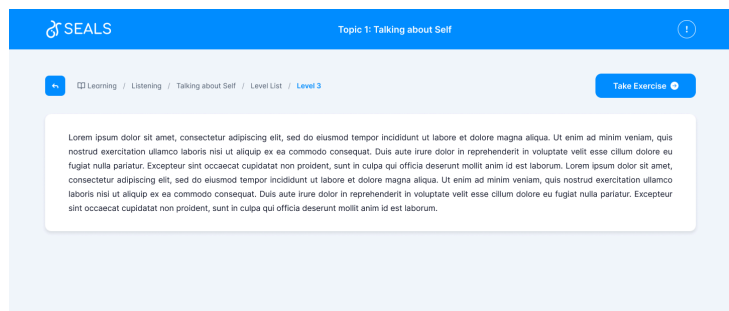 SEALS
Topic 1: Talking about Self
!
Learning / Listening / Talking about Self / Level List / Level 3
Take Exercise
Lorem ipsum dolor sit amet, consectetur adipiscing elit, sed do eiusmod tempor incididunt ut labore et dolore magna aliqua. Ut enim ad minim veniam, quis
nostrud exercitation ullamco laboris nisi ut aliquip ex ea commodo consequat. Duis aute irure dolor in reprehenderit in voluptate velit esse cillum dolore eu
fugiat nulla pariatur. Excepteur sint occaecat cupidatat non proident, sunt in culpa qui officia deserunt mollit anim id est laborum. Lorem ipsum dolor sit amet,
consectetur adipiscing elit, sed do eiusmod tempor incididunt ut labore et dolore magna aliqua. Ut enim ad minim veniam, quis nostrud exercitation ullamco
laboris nisi ut aliquip ex ea commodo consequat. Duis aute irure dolor in reprehenderit in voluptate velit esse cillum dolore eu fugiat nulla pariatur. Excepteur
sint occaecat cupidatat non proident, sunt in culpa qui officia deserunt mollit anim id est laborum.